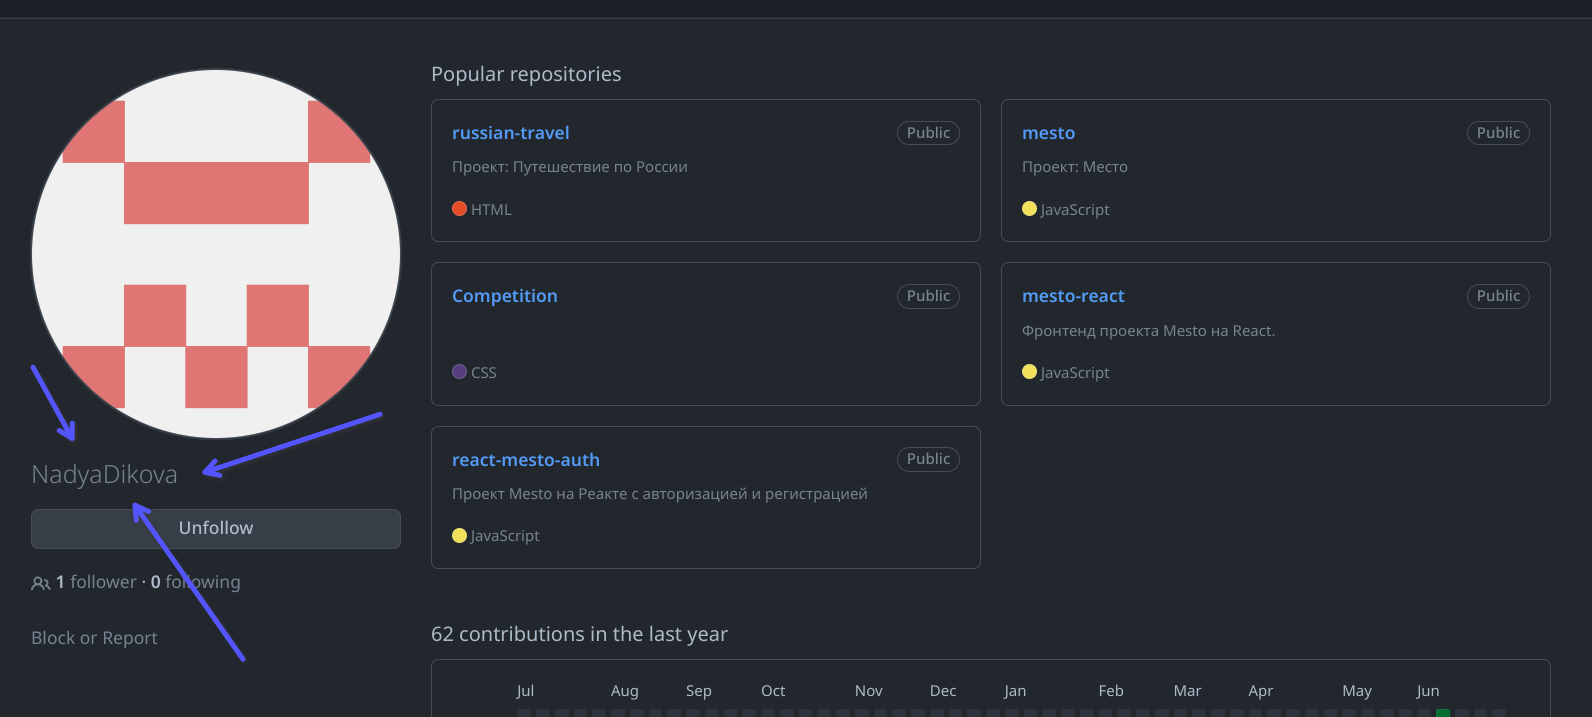 NadyaDikova
Unfollow
1 follower · 0 following
Block or Report
Popular repositories
russian-travel
Public
Проект: Путешествие по России
HTML
mesto
Public
Проект: Место
JavaScript
Competition
Public
CSS
mesto-react
Public
Фронтенд проекта Mesto на React.
JavaScript
react-mesto-auth
Public
Проект Mesto на Реакте с авторизацией и регистрацией
JavaScript
62 contributions in the last year
Jul Aug Sep Oct Nov Dec Jan Feb Mar Apr May Jun